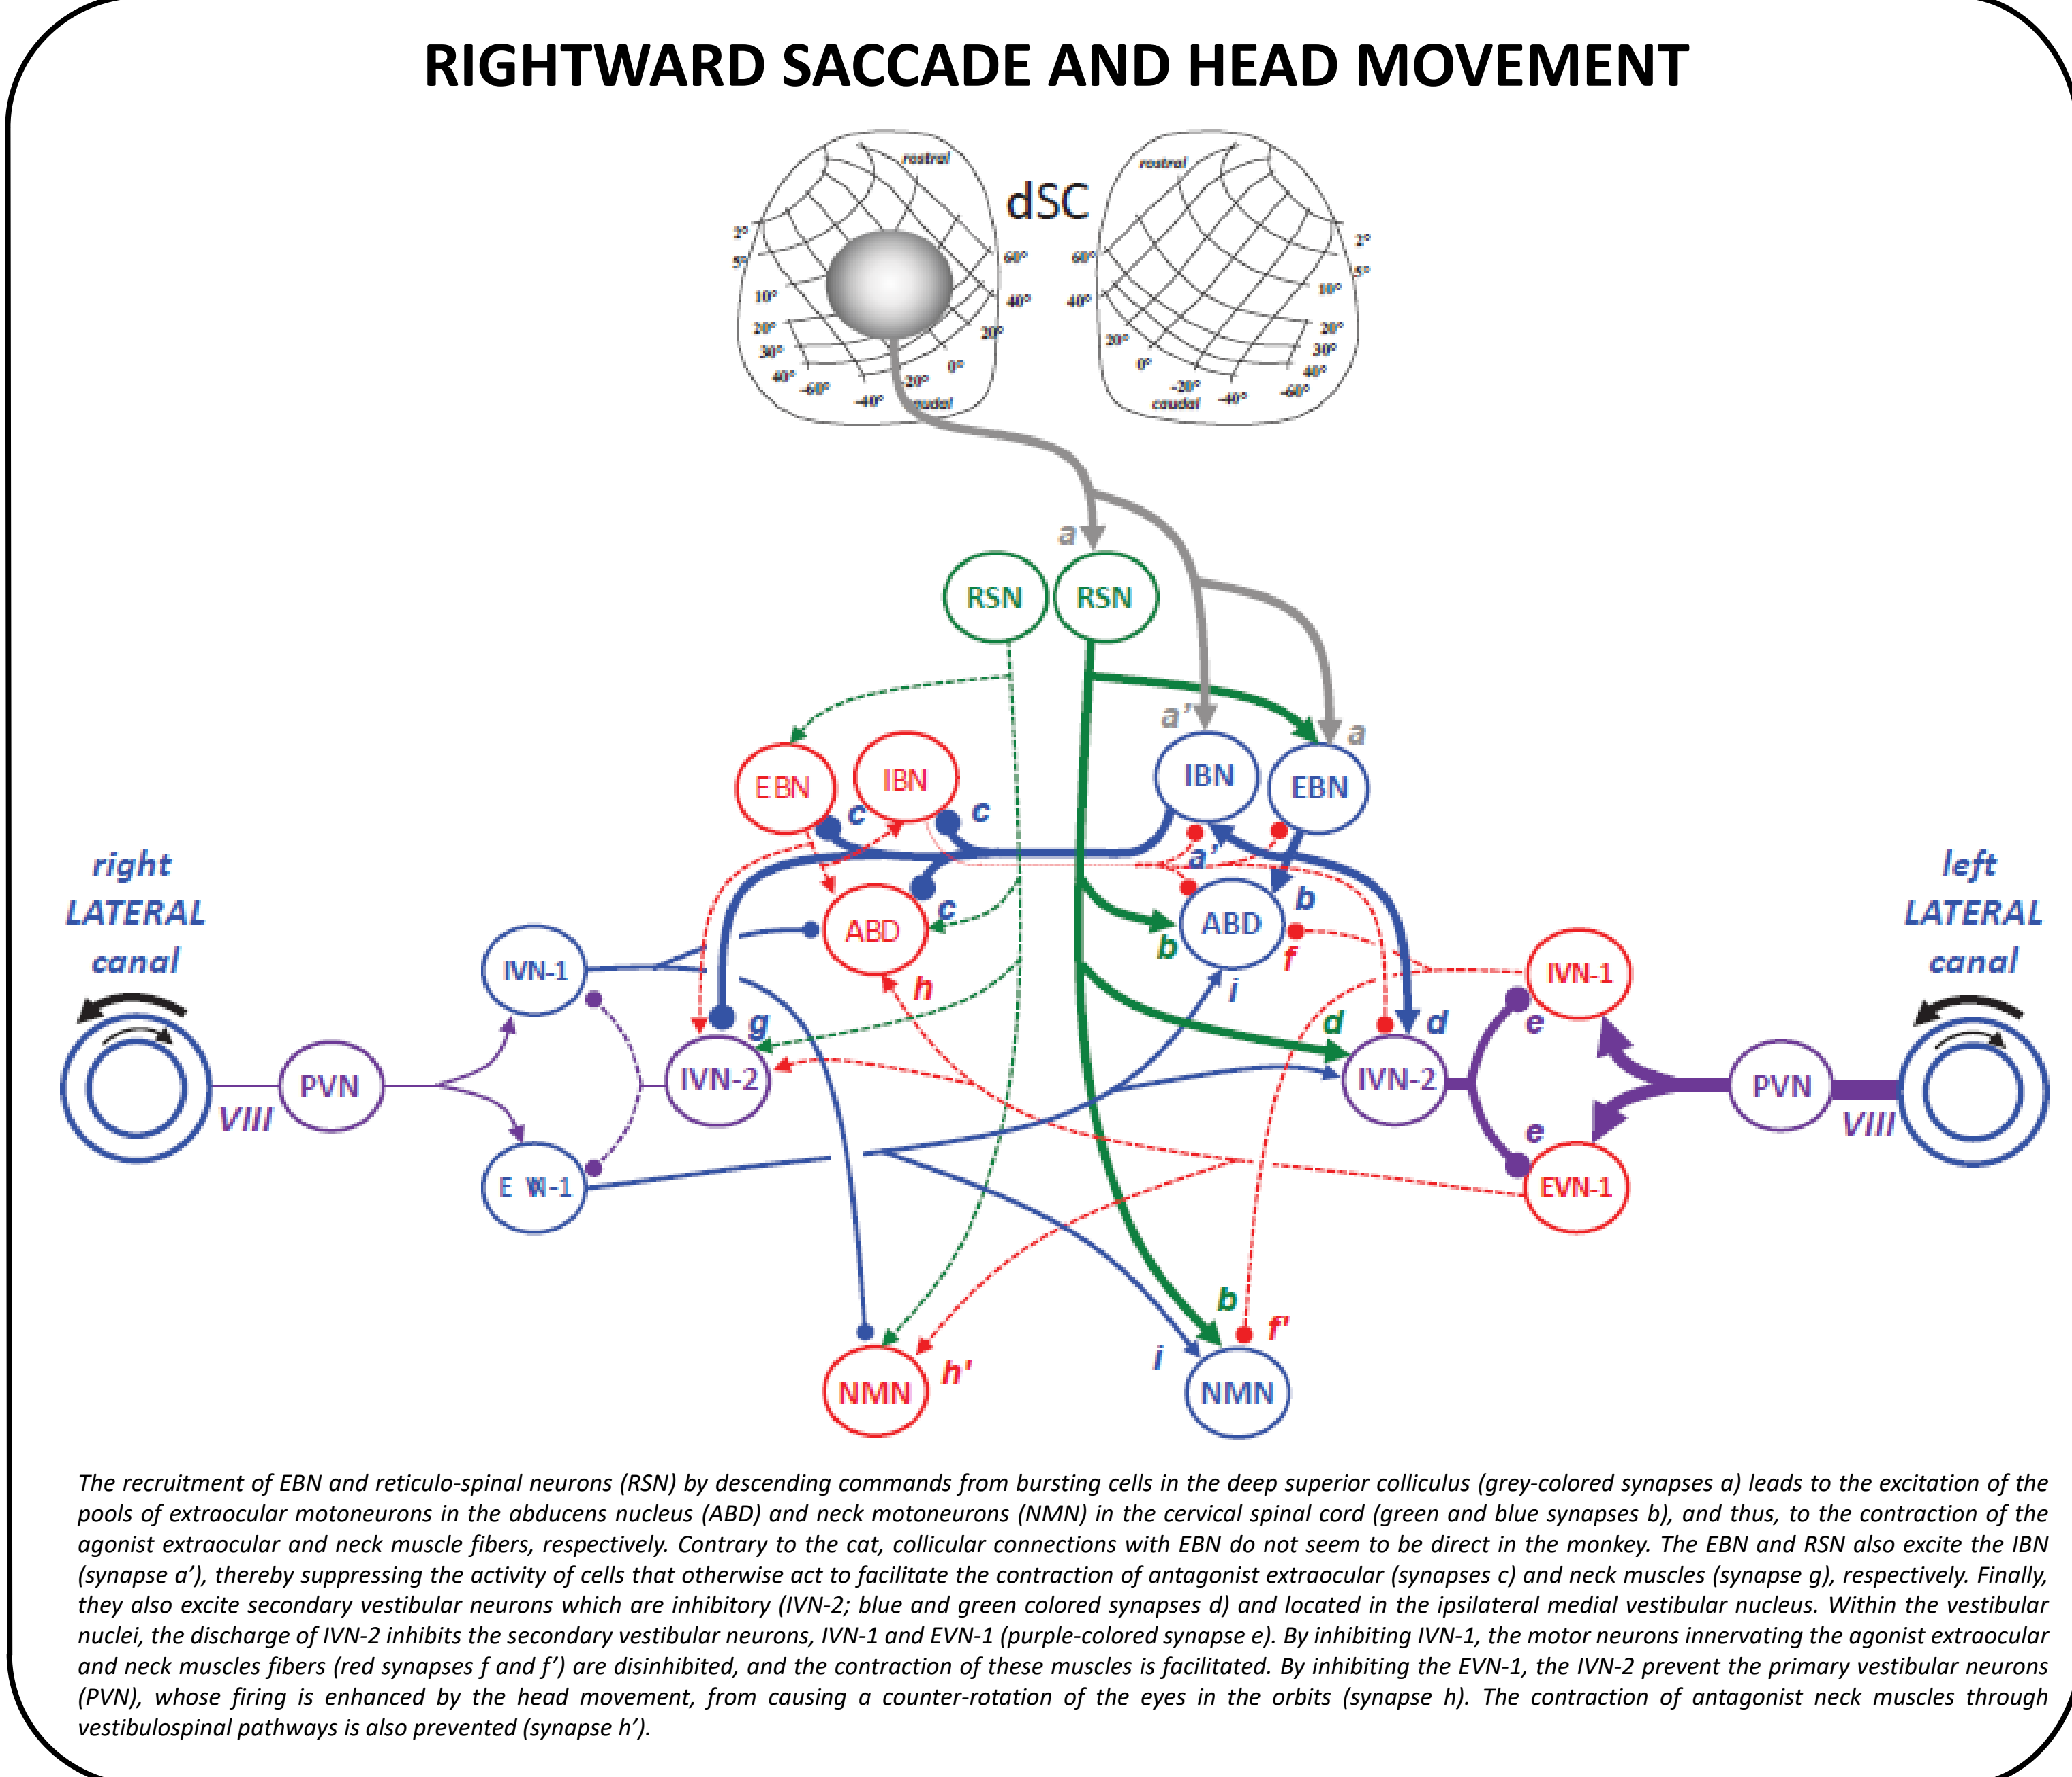 RIGHTWARD SACCADE AND HEAD MOVEMENT
rostral
rostral
dSC
2°
5°
10°
20°
30°
40°
-60°
-40°
-20°
0°
20°
40°
60°
caudal
60°
40°
20°
0°
-20°
-40°
-60°
40°
30°
20°
10°
5°
2°
caudal
a
RSN
RSN
a'
a
EBN
IBN
IBN
EBN
c
c
a'
c
b
right
LATERAL
canal
left
LATERAL
canal
ABD
ABD
b
f
IVN-1
IVN-1
h
i
g
d
d
e
PVN
VIII
IVN-2
IVN-2
PVN
VIII
e
EVN-1
b
f'
i
h'
NMN
NMN
The recruitment of EBN and reticulo-spinal neurons (RSN) by descending commands from bursting cells in the deep superior colliculus (grey-colored synapses a) leads to the excitation of the
pools of extraocular motoneurons in the abducens nucleus (ABD) and neck motoneurons (NMN) in the cervical spinal cord (green and blue synapses b), and thus, to the contraction of the
agonist extraocular and neck muscle fibers, respectively. Contrary to the cat, collicular connections with EBN do not seem to be direct in the monkey. The EBN and RSN also excite the IBN
(synapse a’), thereby suppressing the activity of cells that otherwise act to facilitate the contraction of antagonist extraocular (synapses c) and neck muscles (synapse g), respectively. Finally,
they also excite secondary vestibular neurons which are inhibitory (IVN-2; blue and green colored synapses d) and located in the ipsilateral medial vestibular nucleus. Within the vestibular
nuclei, the discharge of IVN-2 inhibits the secondary vestibular neurons, IVN-1 and EVN-1 (purple-colored synapse e). By inhibiting IVN-1, the motor neurons innervating the agonist extraocular
and neck muscles fibers (red synapses f and f’) are disinhibited, and the contraction of these muscles is facilitated. By inhibiting the EVN-1, the IVN-2 prevent the primary vestibular neurons
(PVN), whose firing is enhanced by the head movement, from causing a counter-rotation of the eyes in the orbits (synapse h). The contraction of antagonist neck muscles through
vestibulospinal pathways is also prevented (synapse h’).